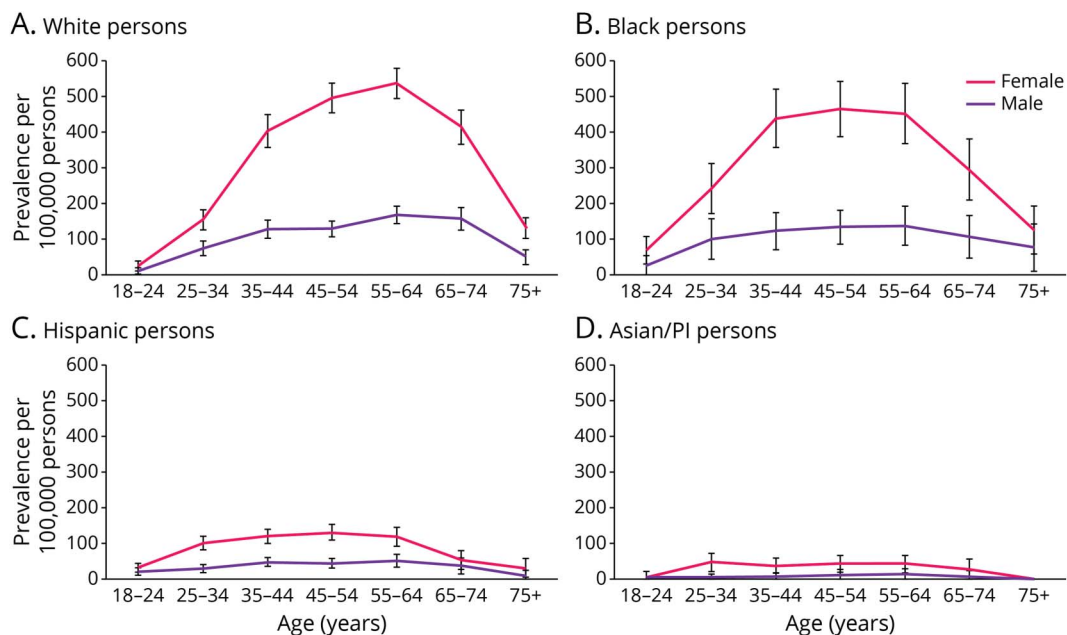 A. White persons
Prevalence per
100,000 persons
600
500
400
300
200
100
0
18–24 25–34 35–44 45–54 55–64 65–74 75+
B. Black persons
Female
Male
600
500
400
300
200
100
0
18–24 25–34 35–44 45–54 55–64 65–74 75+
C. Hispanic persons
Prevalence per
100,000 persons
600
500
400
300
200
100
0
18–24 25–34 35–44 45–54 55–64 65–74 75+
Age (years)
D. Asian/PI persons
600
500
400
300
200
100
0
18–24 25–34 35–44 45–54 55–64 65–74 75+
Age (years)